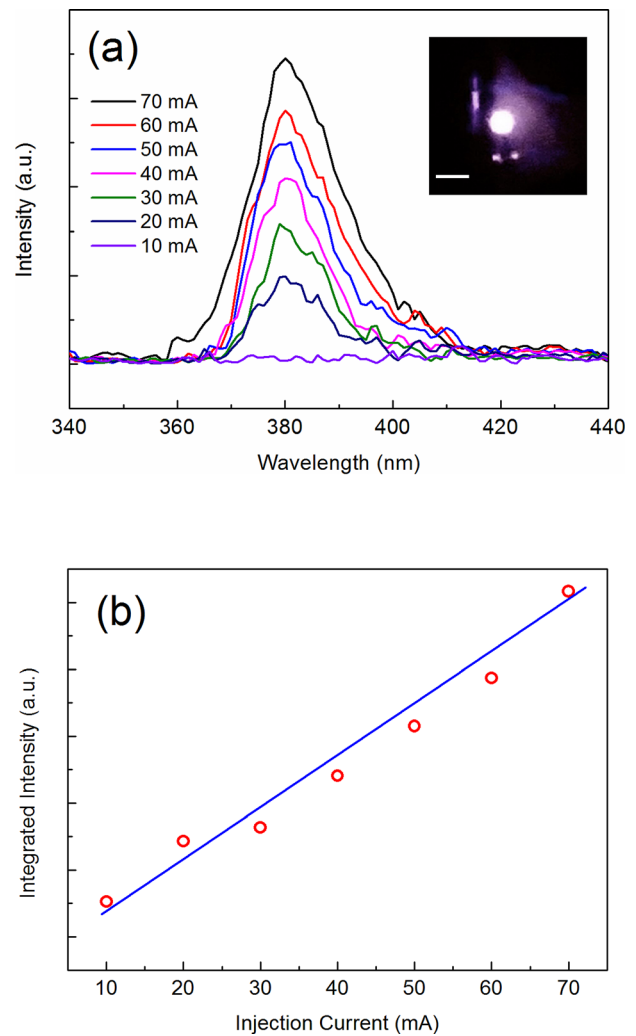 (a)
70 mA
60 mA
50 mA
40 mA
30 mA
20 mA
10 mA
Intensity (a.u.)
340 360 380 400 420 440
Wavelength (nm)
(b)
Integrated Intensity (a.u.)
10 20 30 40 50 60 70
Injection Current (mA)